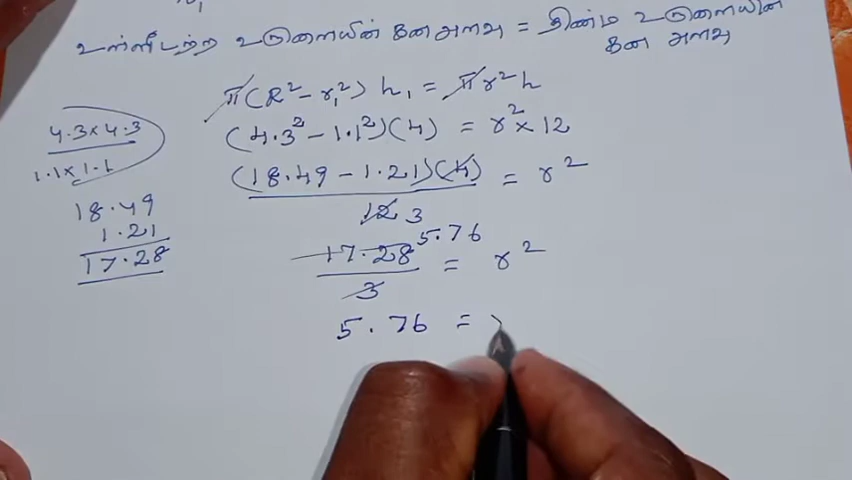 உள்ளீடற்ற உருளையின் கனஅளவு = திண்ம உருளையின்
கன அளவு
π(R² - r₁²) h₁ = πr²h
4.3×4.3
(4.3² - 1.1²)(4) = r² × 12
1.1×1.1
(18.49 - 1.21)(4) = r²
12 3
18.49
1.21
17.28
17.28 5.76 = r²
3
5.76 =